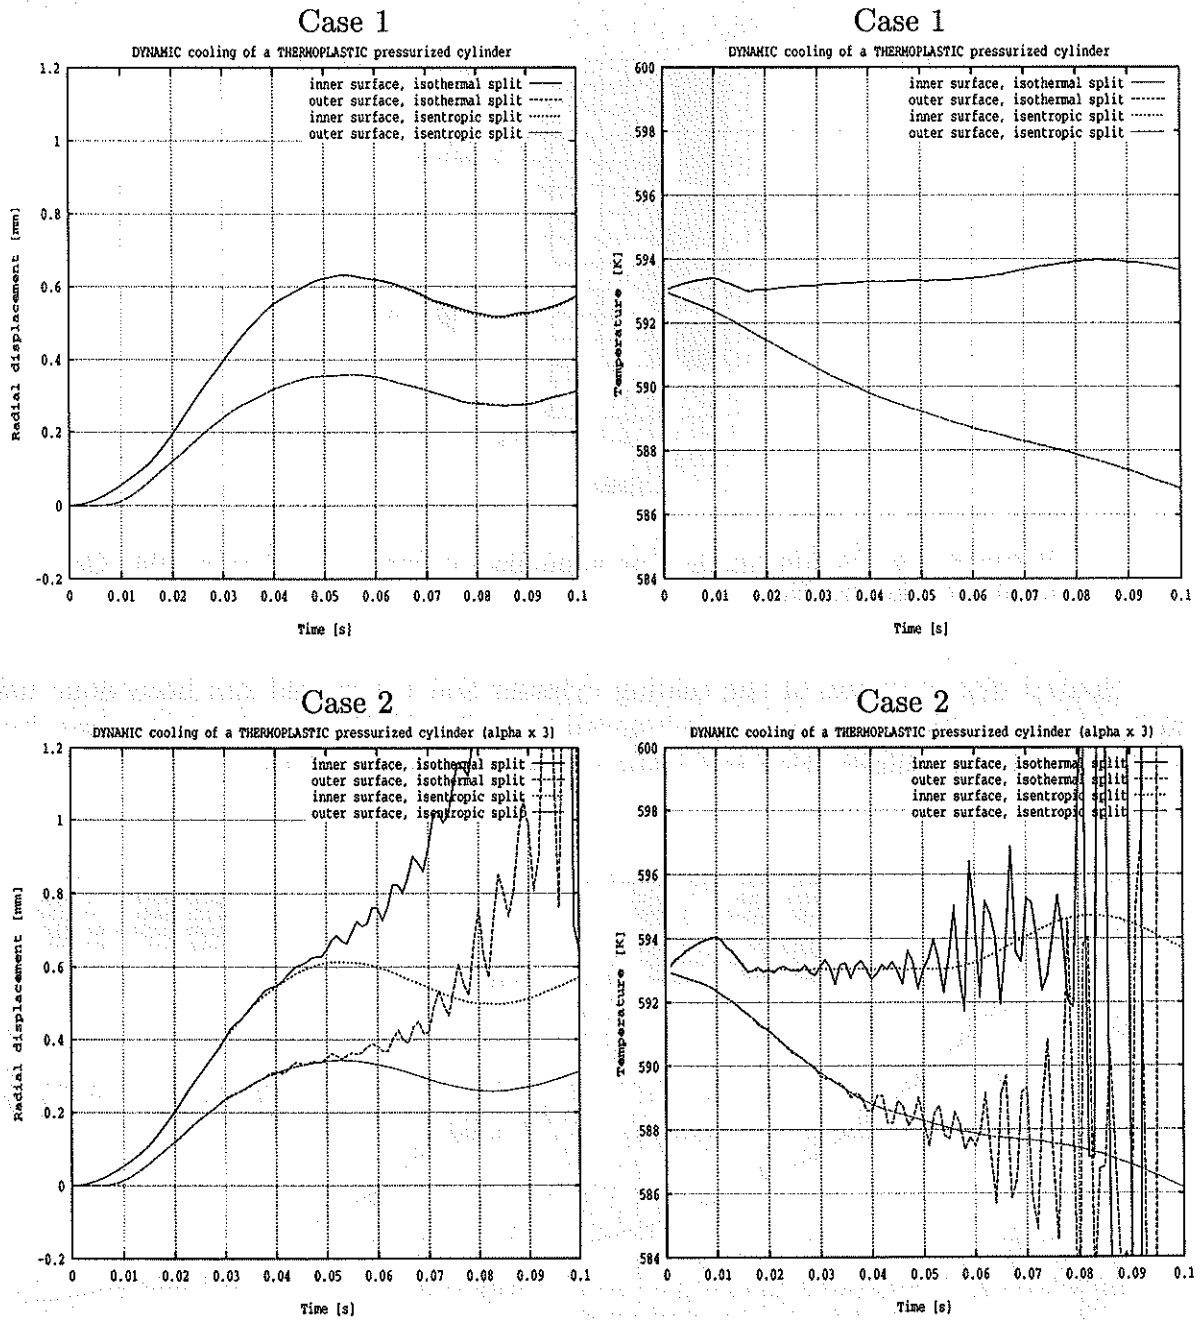 Case 1
DYNAMIC cooling of a THERMOPLASTIC pressurized cylinder
inner surface, isothermal split
outer surface, isothermal split
inner surface, isentropic split
outer surface, isentropic split
1.2
1
0.8
0.6
0.4
0.2
0
-0.2
Radial displacement [mm]
0 0.01 0.02 0.03 0.04 0.05 0.06 0.07 0.08 0.09 0.1
Time [s]
Case 1
DYNAMIC cooling of a THERMOPLASTIC pressurized cylinder
inner surface, isothermal split
outer surface, isothermal split
inner surface, isentropic split
outer surface, isentropic split
600
598
596
594
592
590
588
586
584
Temperature [K]
0 0.01 0.02 0.03 0.04 0.05 0.06 0.07 0.08 0.09 0.1
Time [s]
Case 2
DYNAMIC cooling of a THERMOPLASTIC pressurized cylinder (alpha x 3)
inner surface, isothermal split
outer surface, isothermal split
inner surface, isentropic split
outer surface, isentropic split
1.2
1
0.8
0.6
0.4
0.2
0
-0.2
Radial displacement [mm]
0 0.01 0.02 0.03 0.04 0.05 0.06 0.07 0.08 0.09 0.1
Time [s]
Case 2
DYNAMIC cooling of a THERMOPLASTIC pressurized cylinder (alpha x 3)
inner surface, isothermal split
outer surface, isothermal split
inner surface, isentropic split
outer surface, isentropic split
600
598
596
594
592
590
588
586
584
Temperature [K]
0 0.01 0.02 0.03 0.04 0.05 0.06 0.07 0.08 0.09 0.1
Time [s]